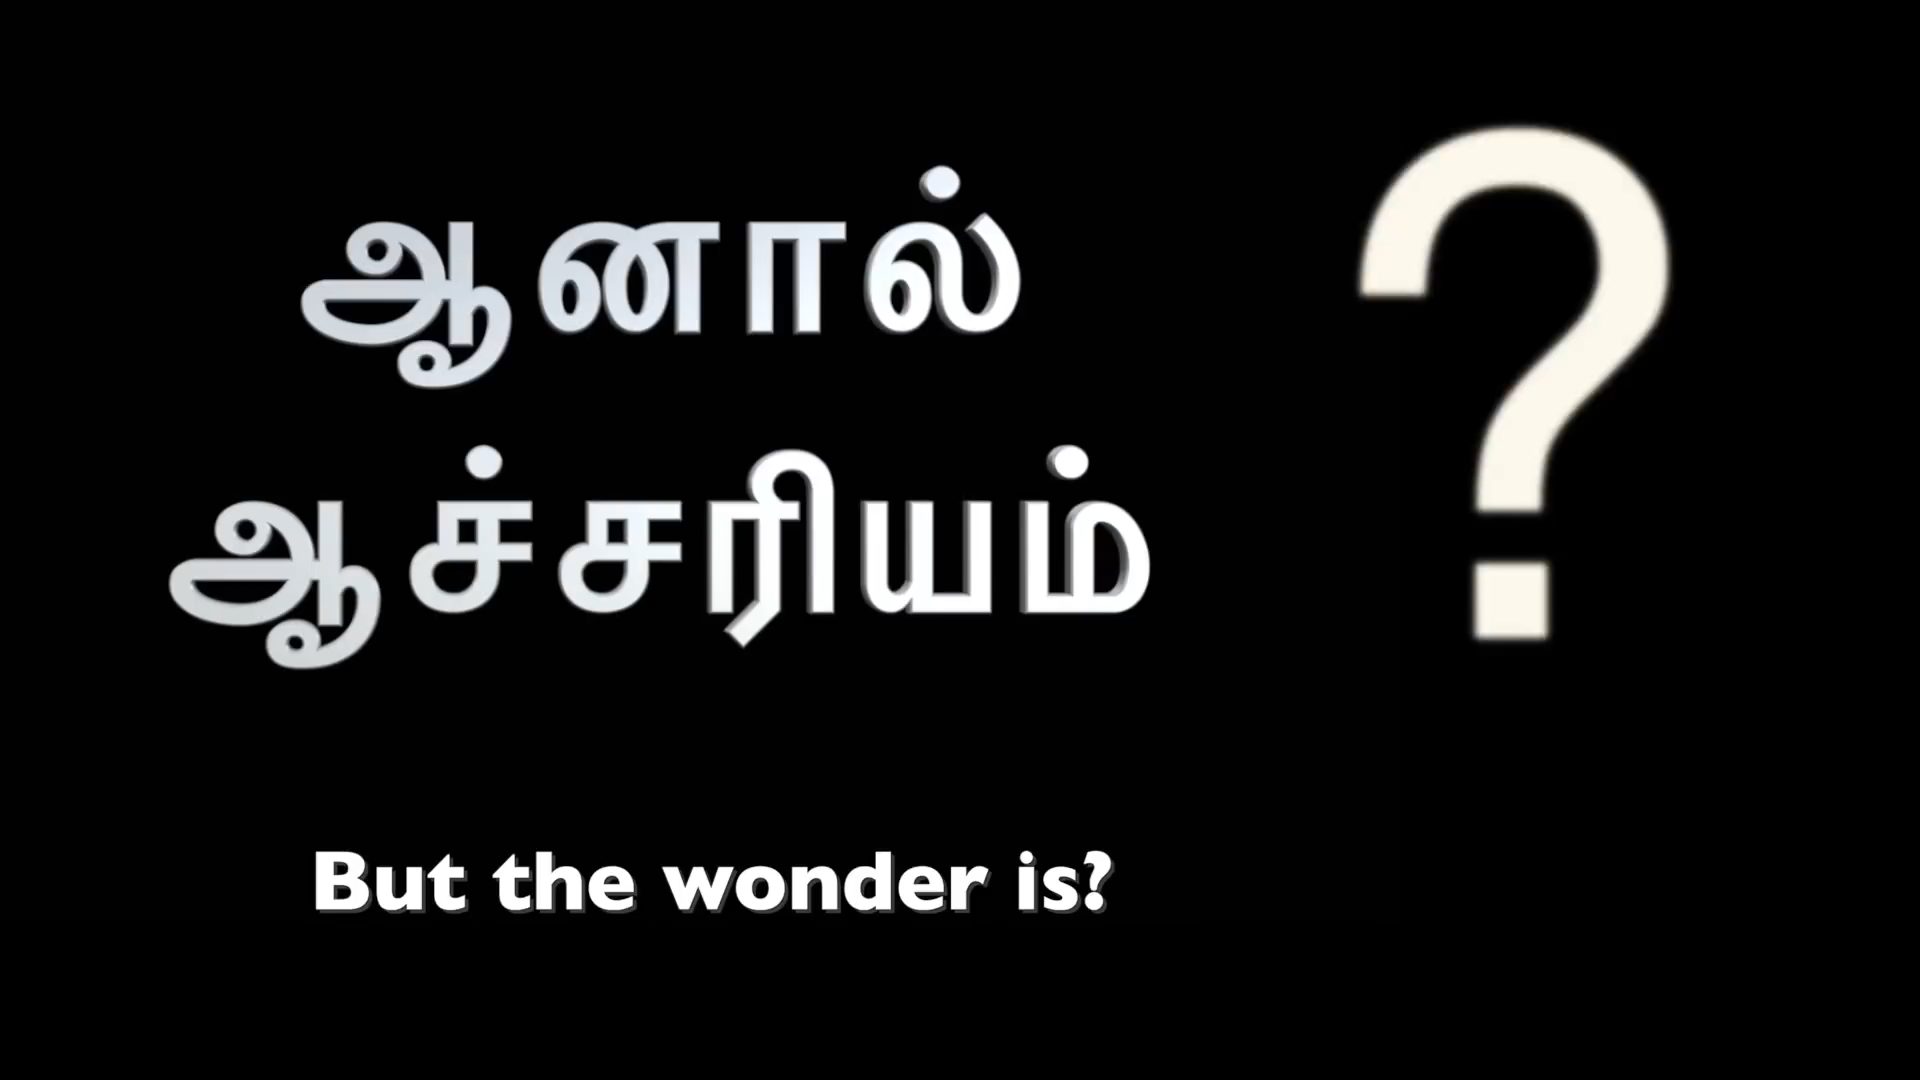 ஆனால்
ஆச்சரியம் ?
But the wonder is?